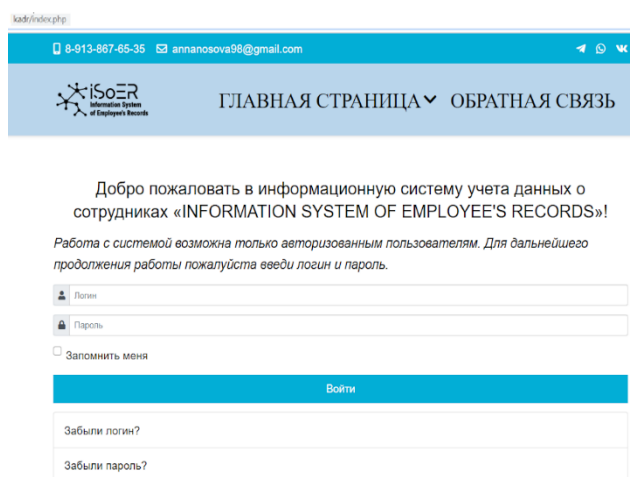 kadr/index.php
8-913-867-65-35 annanosova98@gmail.com
iSoER
Information System
of Employee's Records
ГЛАВНАЯ СТРАНИЦА ОБРАТНАЯ СВЯЗЬ
Добро пожаловать в информационную систему учета данных о
сотрудниках «INFORMATION SYSTEM OF EMPLOYEE'S RECORDS»!
Работа с системой возможна только авторизованным пользователям. Для дальнейшего
продолжения работы пожалуйста введи логин и пароль.
Логин
Пароль
Запомнить меня
Войти
Забыли логин?
Забыли пароль?